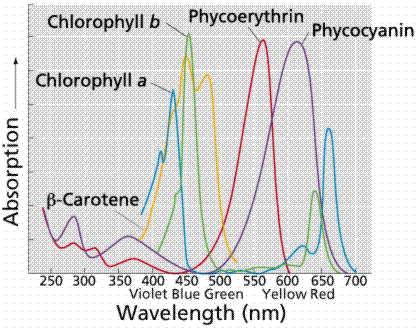 Chlorophyll b
Phycoerythrin
Phycocyanin
Chlorophyll a
β-Carotene
Absorption
250 300 350 400 450 500 550 600 650 700
Violet Blue Green Yellow Red
Wavelength (nm)